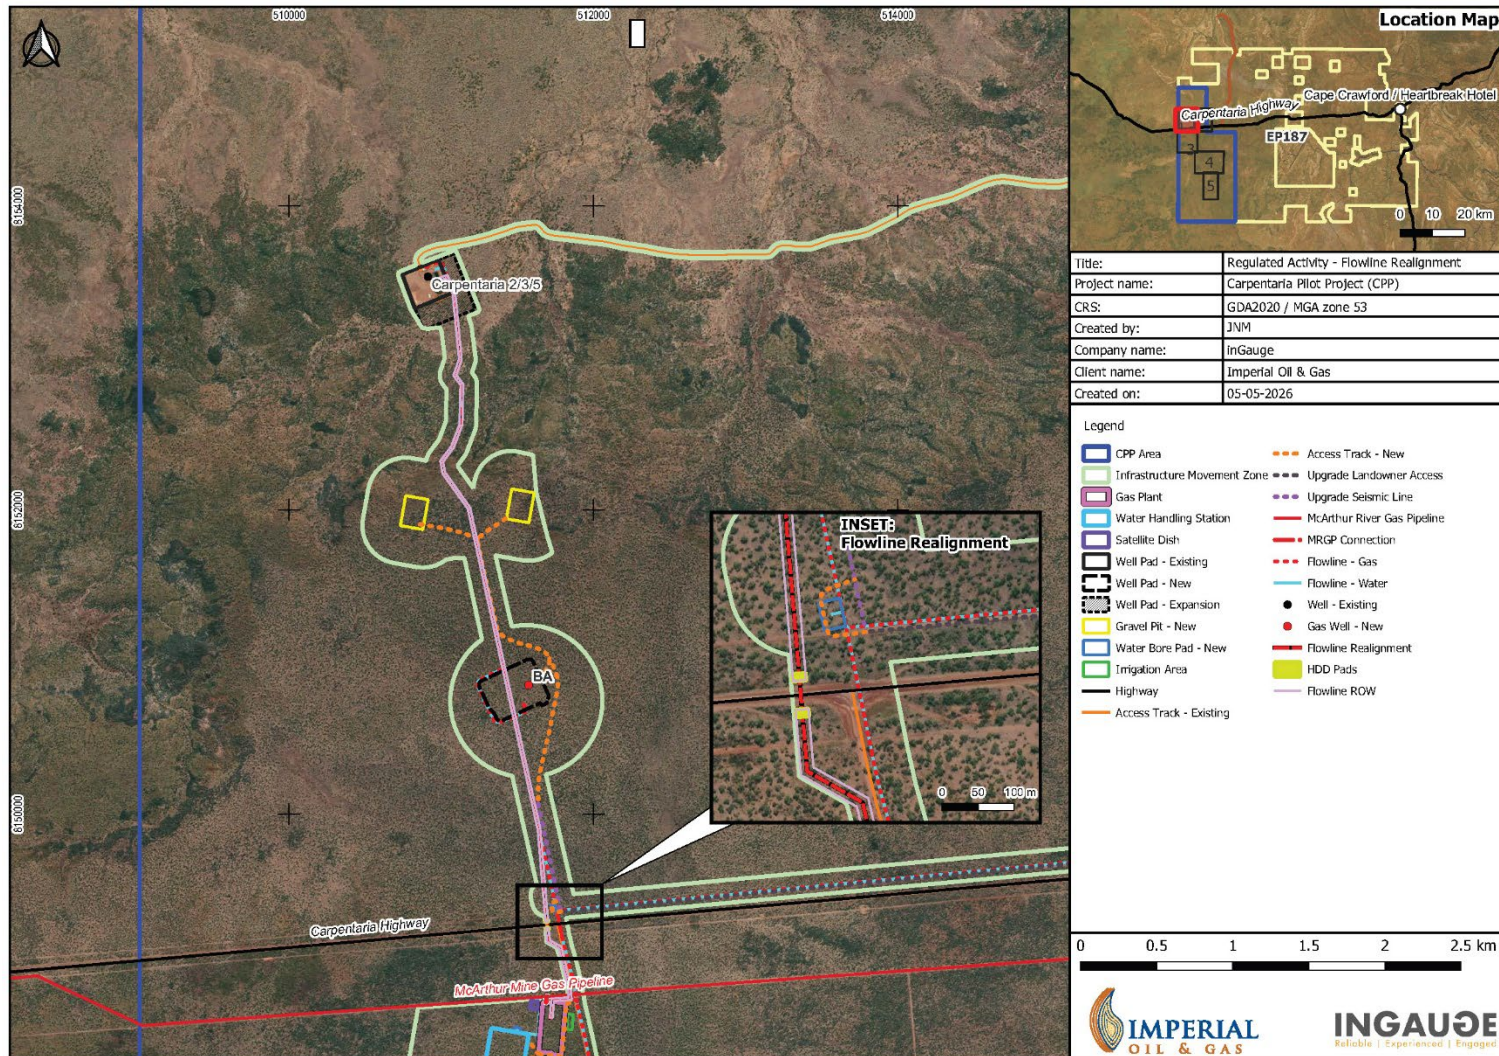 510000
512000
514000
8154000
8152000
8150000
Carpentaria 2/3/5
BA
INSET:
Flowline Realignment
0 50 100 m
Carpentaria Highway
McArthur Mine Gas Pipeline
Location Map
Cape Crawford / Heartbreak Hotel
Carpentaria Highway
EP187
3
4
5
0 10 20 km
Title: Regulated Activity - Flowline Realignment
Project name: Carpentaria Pilot Project (CPP)
CRS: GDA2020 / MGA zone 53
Created by: JNM
Company name: inGauge
Client name: Imperial Oil & Gas
Created on: 05-05-2026
Legend
CPP Area
Infrastructure Movement Zone
Gas Plant
Water Handling Station
Satellite Dish
Well Pad - Existing
Well Pad - New
Well Pad - Expansion
Gravel Pit - New
Water Bore Pad - New
Irrigation Area
Highway
Access Track - Existing
Access Track - New
Upgrade Landowner Access
Upgrade Seismic Line
McArthur River Gas Pipeline
MRGP Connection
Flowline - Gas
Flowline - Water
Well - Existing
Gas Well - New
Flowline Realignment
HDD Pads
Flowline ROW
0 0.5 1 1.5 2 2.5 km
IMPERIAL
OIL & GAS
INGAUGE
Reliable | Experienced | Engaged